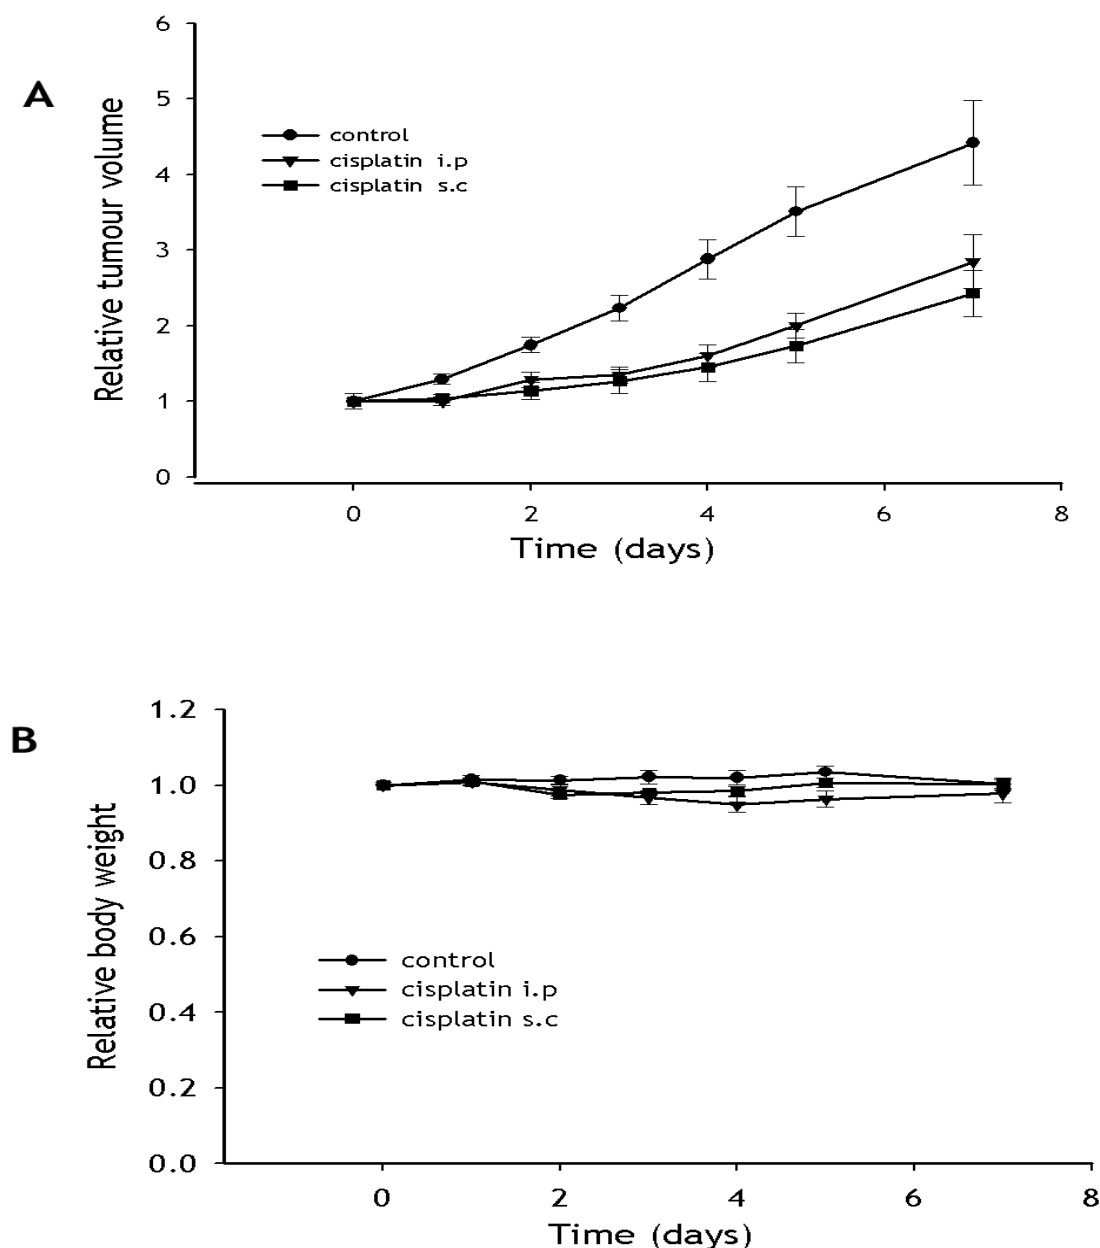 A
Relative tumour volume
6
5
4
3
2
1
0
control
cisplatin i.p
cisplatin s.c
0 2 4 6 8
Time (days)
B
Relative body weight
1.2
1.0
0.8
0.6
0.4
0.2
0.0
control
cisplatin i.p
cisplatin s.c
0 2 4 6 8
Time (days)